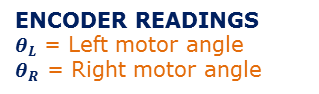 ENCODER READINGS
θL = Left motor angle
θR = Right motor angle